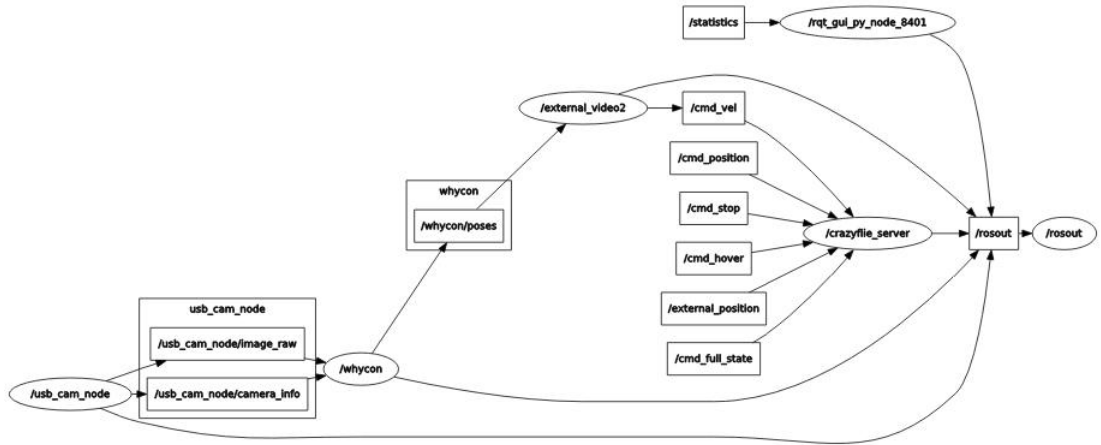 /statistics
/rqt_gui_py_node_8401
/external_video2
/cmd_vel
/cmd_position
whycon
/whycon/poses
/cmd_stop
/crazyflie_server
/rosout
/rosout
/cmd_hover
/external_position
usb_cam_node
/usb_cam_node/image_raw
/cmd_full_state
/whycon
/usb_cam_node
/usb_cam_node/camera_info